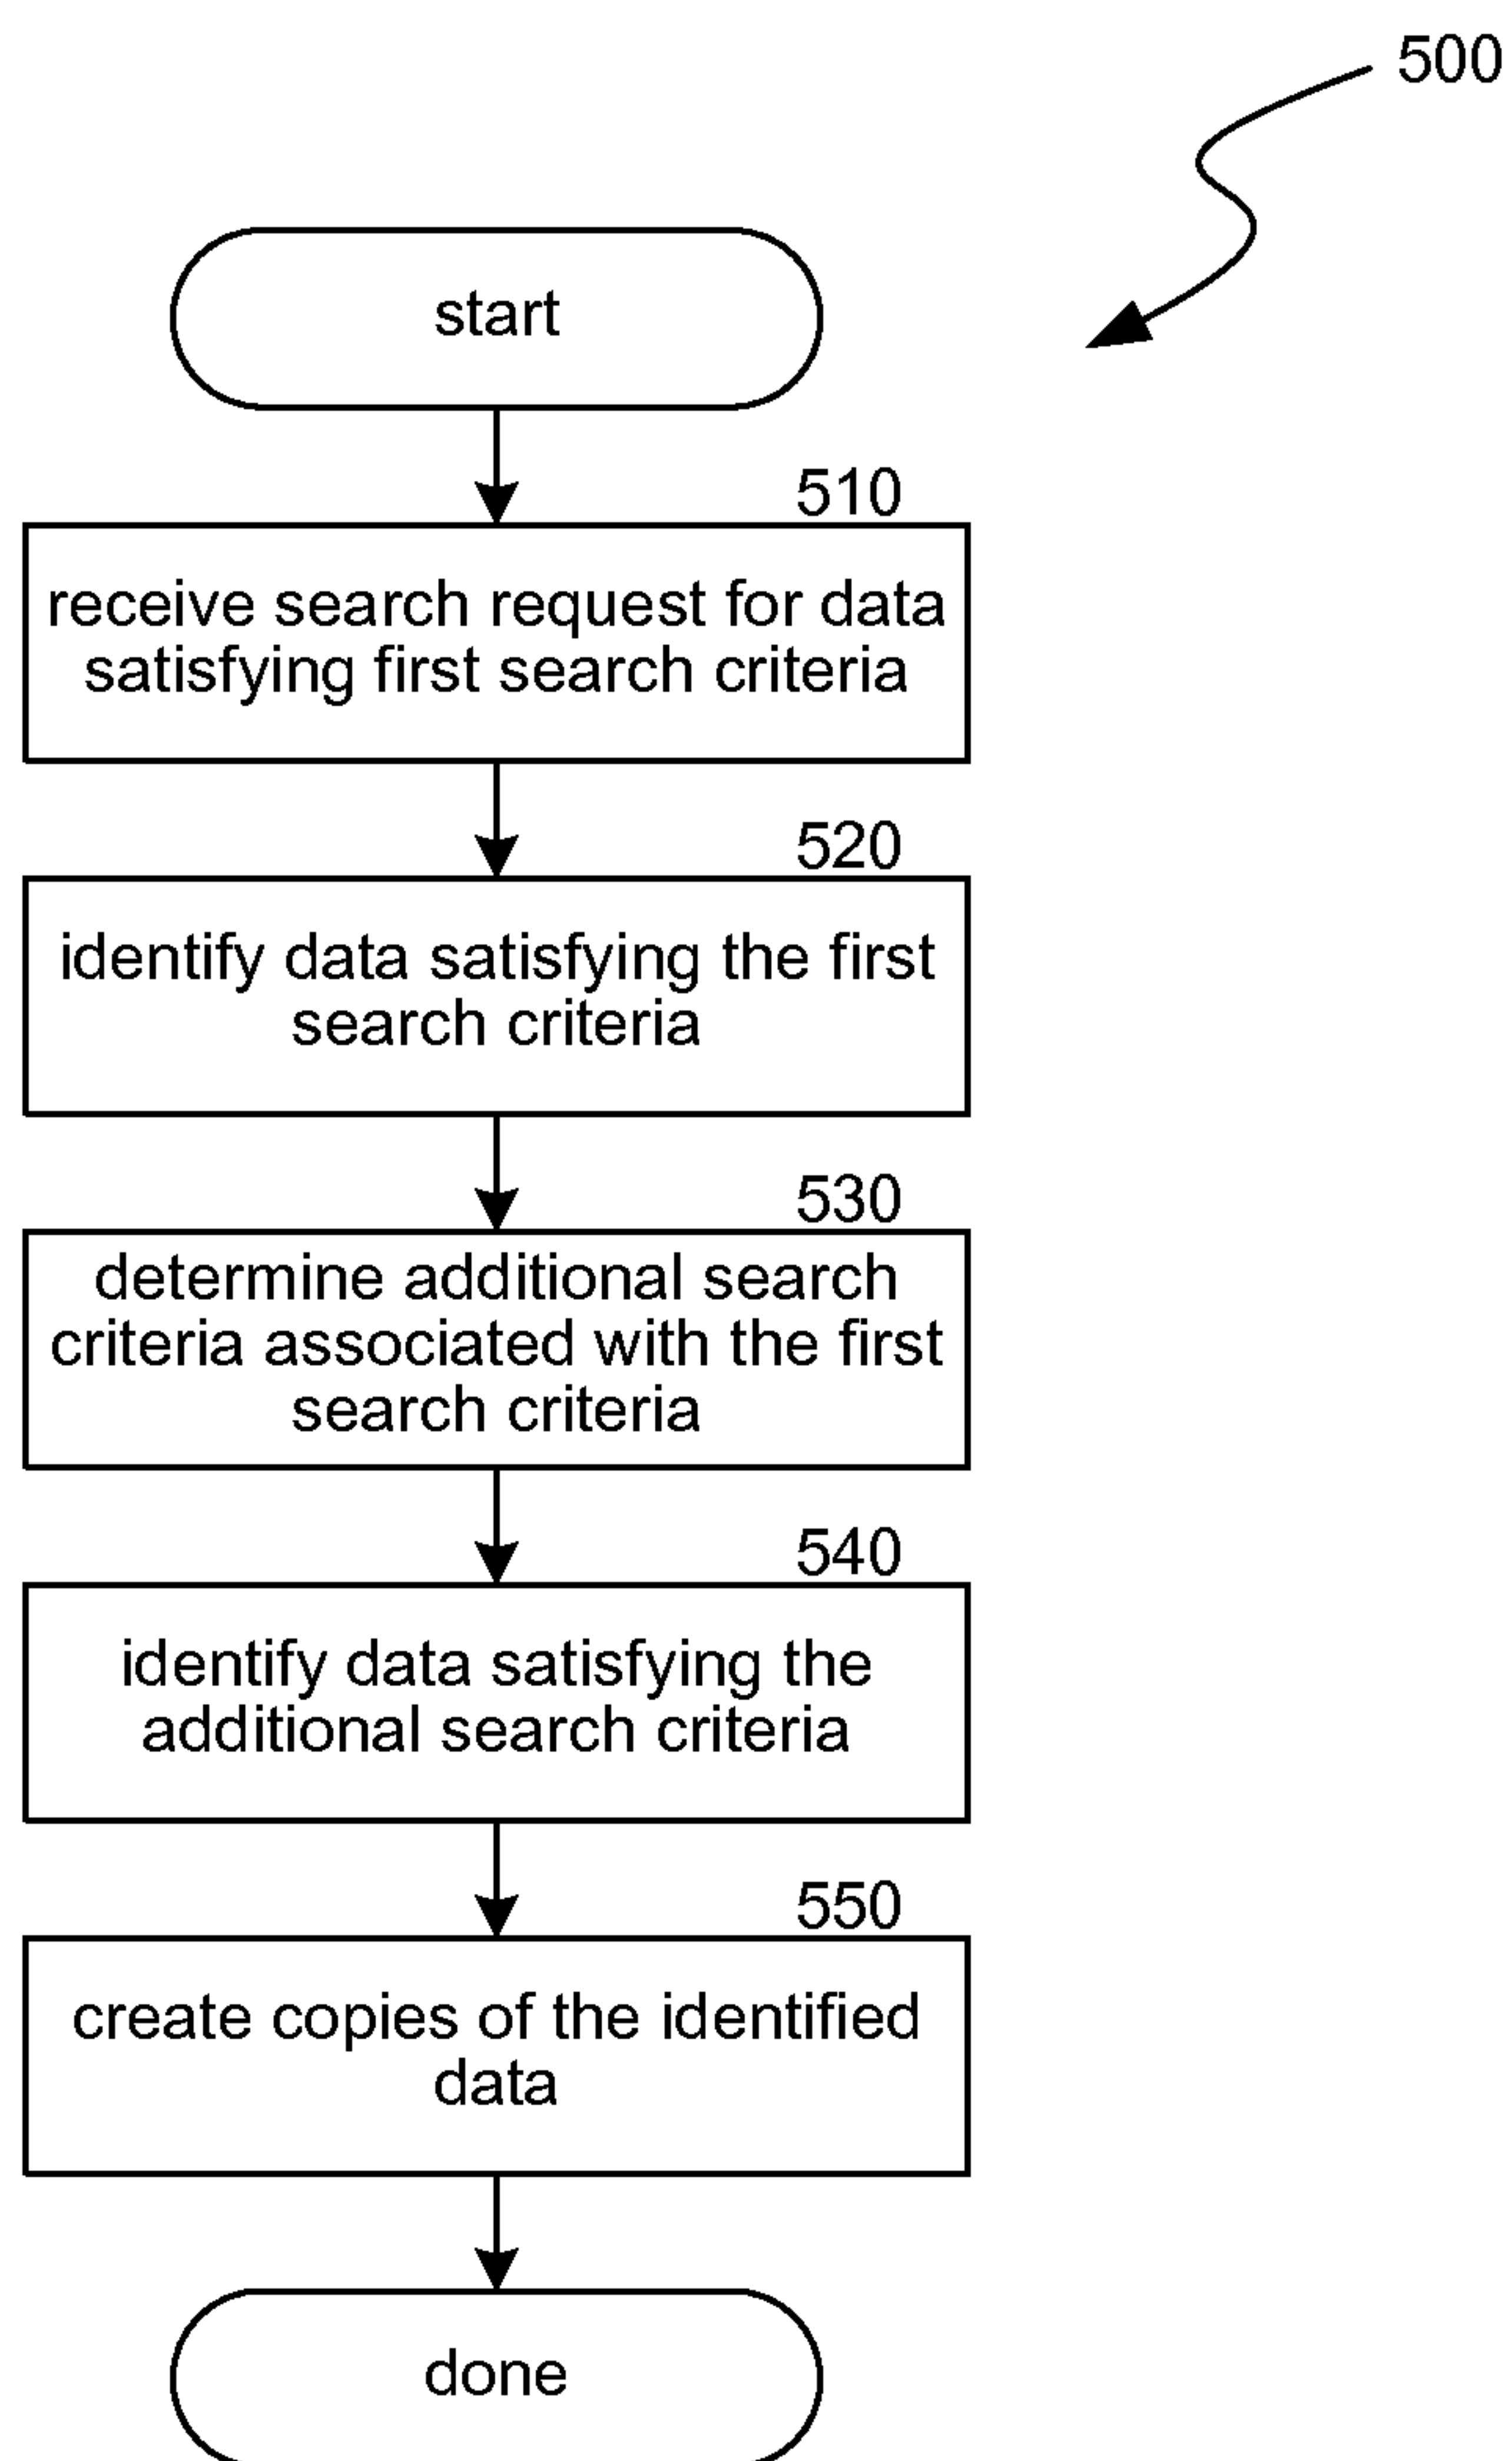 500
start
510
receive search request for data
satisfying first search criteria
520
identify data satisfying the first
search criteria
530
determine additional search
criteria associated with the first
search criteria
540
identify data satisfying the
additional search criteria
550
create copies of the identified
data
done